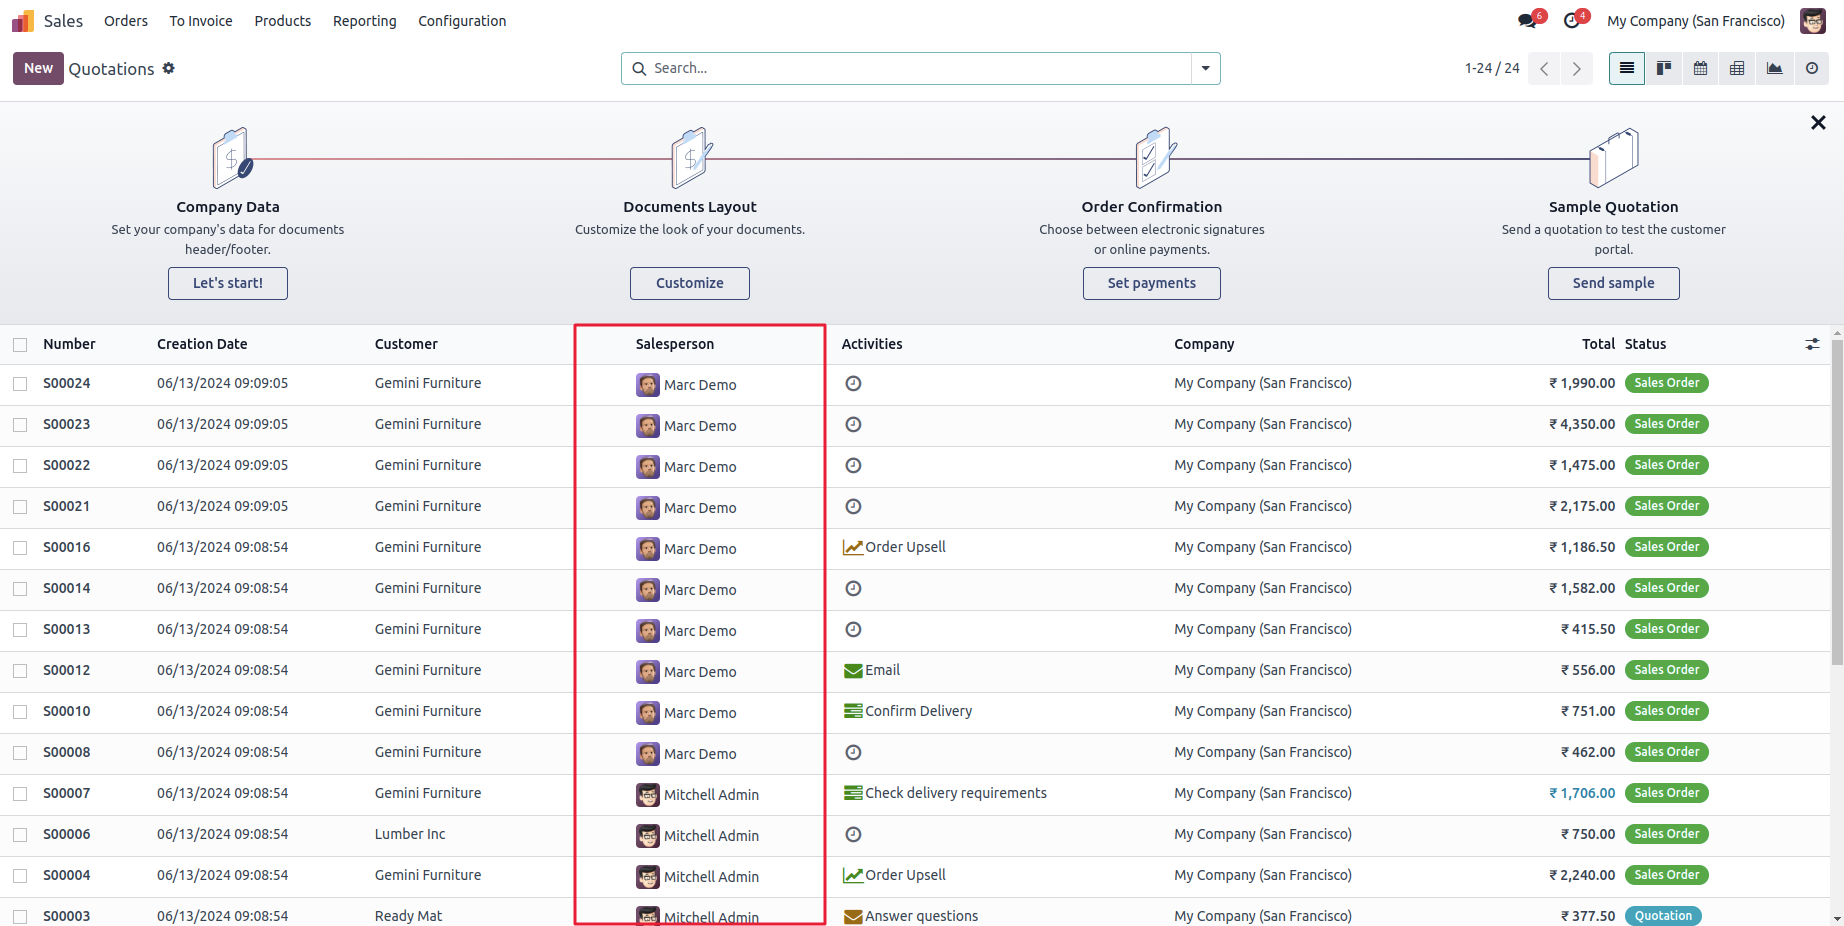 Sales Orders To Invoice Products Reporting Configuration 6 4 My Company (San Francisco)
New Quotations Search... 1-24 / 24
Company Data Documents Layout Order Confirmation Sample Quotation
Set your company's data for documents Customize the look of your documents. Choose between electronic signatures Send a quotation to test the customer
header/footer. or online payments. portal.
Let's start! Customize Set payments Send sample
Number Creation Date Customer Salesperson Activities Company Total Status
S00024 06/13/2024 09:09:05 Gemini Furniture Marc Demo My Company (San Francisco) ₹ 1,990.00 Sales Order
S00023 06/13/2024 09:09:05 Gemini Furniture Marc Demo My Company (San Francisco) ₹ 4,350.00 Sales Order
S00022 06/13/2024 09:09:05 Gemini Furniture Marc Demo My Company (San Francisco) ₹ 1,475.00 Sales Order
S00021 06/13/2024 09:09:05 Gemini Furniture Marc Demo My Company (San Francisco) ₹ 2,175.00 Sales Order
S00016 06/13/2024 09:08:54 Gemini Furniture Marc Demo Order Upsell My Company (San Francisco) ₹ 1,186.50 Sales Order
S00014 06/13/2024 09:08:54 Gemini Furniture Marc Demo My Company (San Francisco) ₹ 1,582.00 Sales Order
S00013 06/13/2024 09:08:54 Gemini Furniture Marc Demo My Company (San Francisco) ₹ 415.50 Sales Order
S00012 06/13/2024 09:08:54 Gemini Furniture Marc Demo Email My Company (San Francisco) ₹ 556.00 Sales Order
S00010 06/13/2024 09:08:54 Gemini Furniture Marc Demo Confirm Delivery My Company (San Francisco) ₹ 751.00 Sales Order
S00008 06/13/2024 09:08:54 Gemini Furniture Marc Demo My Company (San Francisco) ₹ 462.00 Sales Order
S00007 06/13/2024 09:08:54 Gemini Furniture Mitchell Admin Check delivery requirements My Company (San Francisco) ₹ 1,706.00 Sales Order
S00006 06/13/2024 09:08:54 Lumber Inc Mitchell Admin My Company (San Francisco) ₹ 750.00 Sales Order
S00004 06/13/2024 09:08:54 Gemini Furniture Mitchell Admin Order Upsell My Company (San Francisco) ₹ 2,240.00 Sales Order
S00003 06/13/2024 09:08:54 Ready Mat Mitchell Admin Answer questions My Company (San Francisco) ₹ 377.50 Quotation